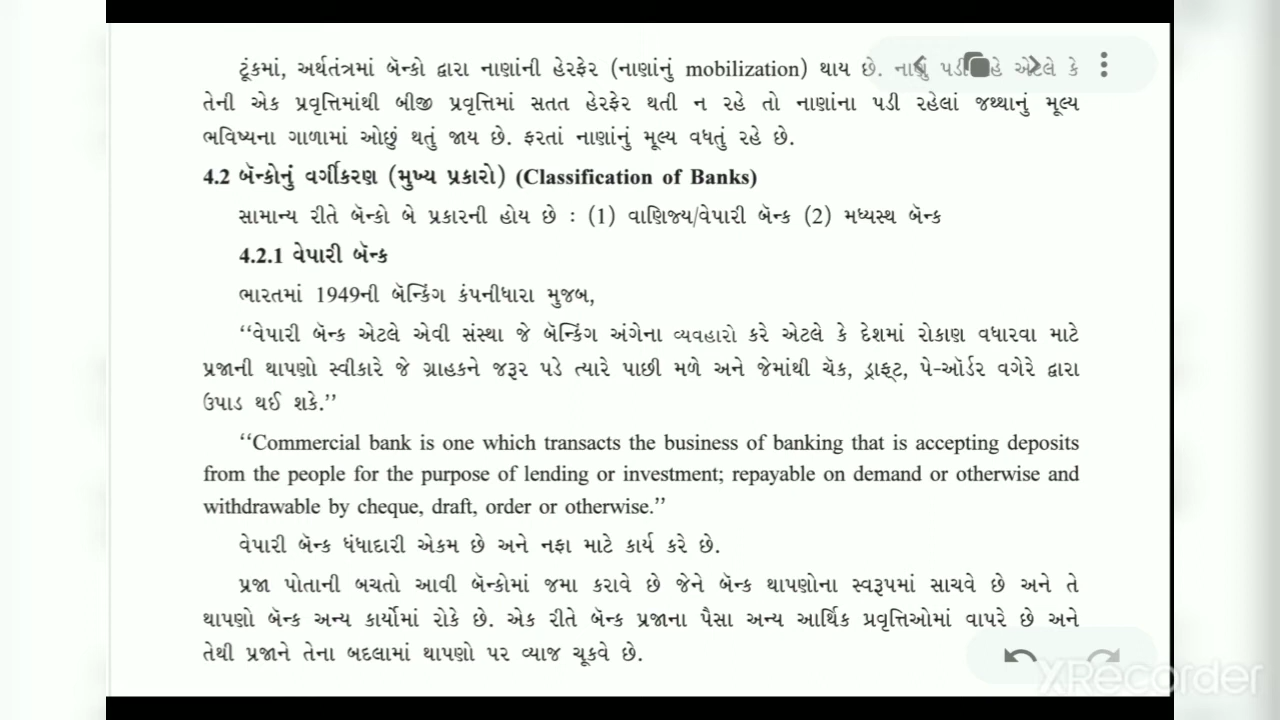 ટૂંકમાં, અર્થતંત્રમાં બૅન્કો દ્વારા નાણાંની હેરફેર (નાણાંનું mobilization) થાય છે. નાણું પડી રહે એટલે કે
તેની એક પ્રવૃત્તિમાંથી બીજી પ્રવૃત્તિમાં સતત હેરફેર થતી ન રહે તો નાણાંના પડી રહેલાં જથ્થાનું મૂલ્ય
ભવિષ્યના ગાળામાં ઓછું થતું જાય છે. ફરતાં નાણાંનું મૂલ્ય વધતું રહે છે.
4.2 બૅન્કોનું વર્ગીકરણ (મુખ્ય પ્રકારો) (Classification of Banks)
સામાન્ય રીતે બૅન્કો બે પ્રકારની હોય છે : (1) વાણિજ્ય/વેપારી બૅન્ક (2) મધ્યસ્થ બૅન્ક
4.2.1 વેપારી બૅન્ક
ભારતમાં 1949ની બૅન્કિંગ કંપનીધારા મુજબ,
‘‘વેપારી બૅન્ક એટલે એવી સંસ્થા જે બૅન્કિંગ અંગેના વ્યવહારો કરે એટલે કે દેશમાં રોકાણ વધારવા માટે
પ્રજાની થાપણો સ્વીકારે જે ગ્રાહકને જરૂર પડે ત્યારે પાછી મળે અને જેમાંથી ચૅક, ડ્રાફ્ટ, પે-ઑર્ડર વગેરે દ્વારા
ઉપાડ થઈ શકે.’’
‘‘Commercial bank is one which transacts the business of banking that is accepting deposits
from the people for the purpose of lending or investment; repayable on demand or otherwise and
withdrawable by cheque, draft, order or otherwise.’’
વેપારી બૅન્ક ધંધાદારી એકમ છે અને નફા માટે કાર્ય કરે છે.
પ્રજા પોતાની બચતો આવી બૅન્કોમાં જમા કરાવે છે જેને બૅન્ક થાપણોના સ્વરૂપમાં સાચવે છે અને તે
થાપણો બૅન્ક અન્ય કાર્યોમાં રોકે છે. એક રીતે બૅન્ક પ્રજાના પૈસા અન્ય આર્થિક પ્રવૃત્તિઓમાં વાપરે છે અને
તેથી પ્રજાને તેના બદલામાં થાપણો પર વ્યાજ ચૂકવે છે.
XRecorder